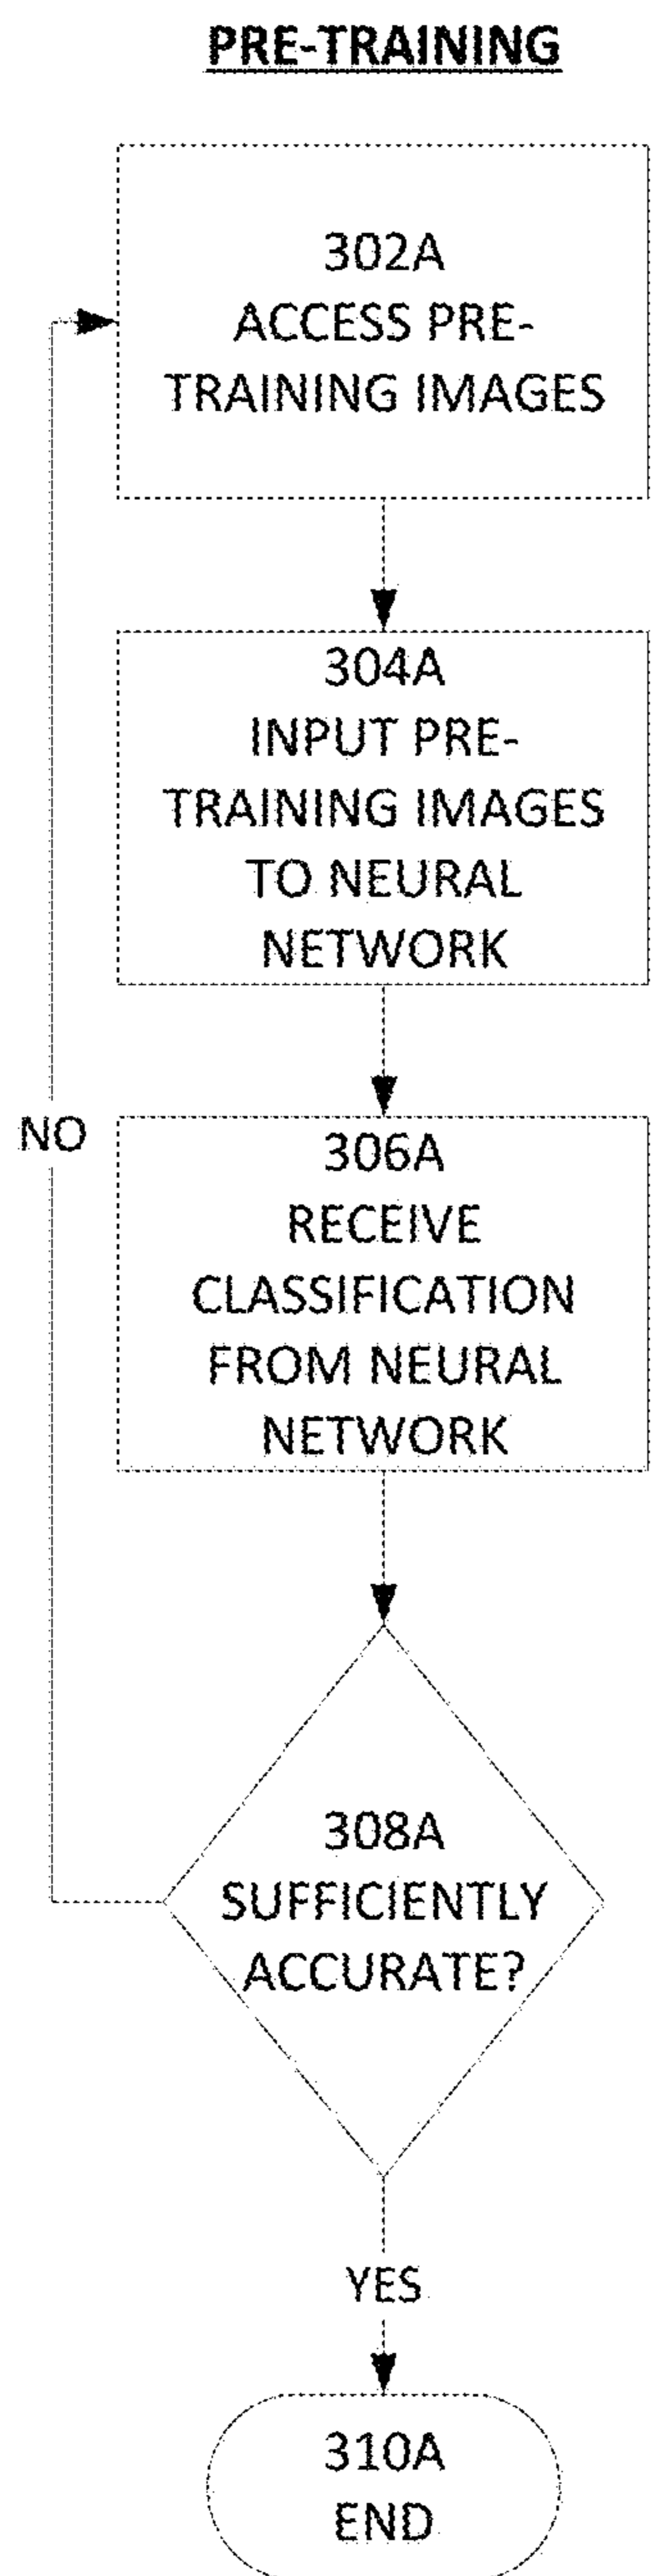 PRE-TRAINING
302A
ACCESS PRE-
TRAINING IMAGES
304A
INPUT PRE-
TRAINING IMAGES
TO NEURAL
NETWORK
NO
306A
RECEIVE
CLASSIFICATION
FROM NEURAL
NETWORK
308A
SUFFICIENTLY
ACCURATE?
YES
310A
END